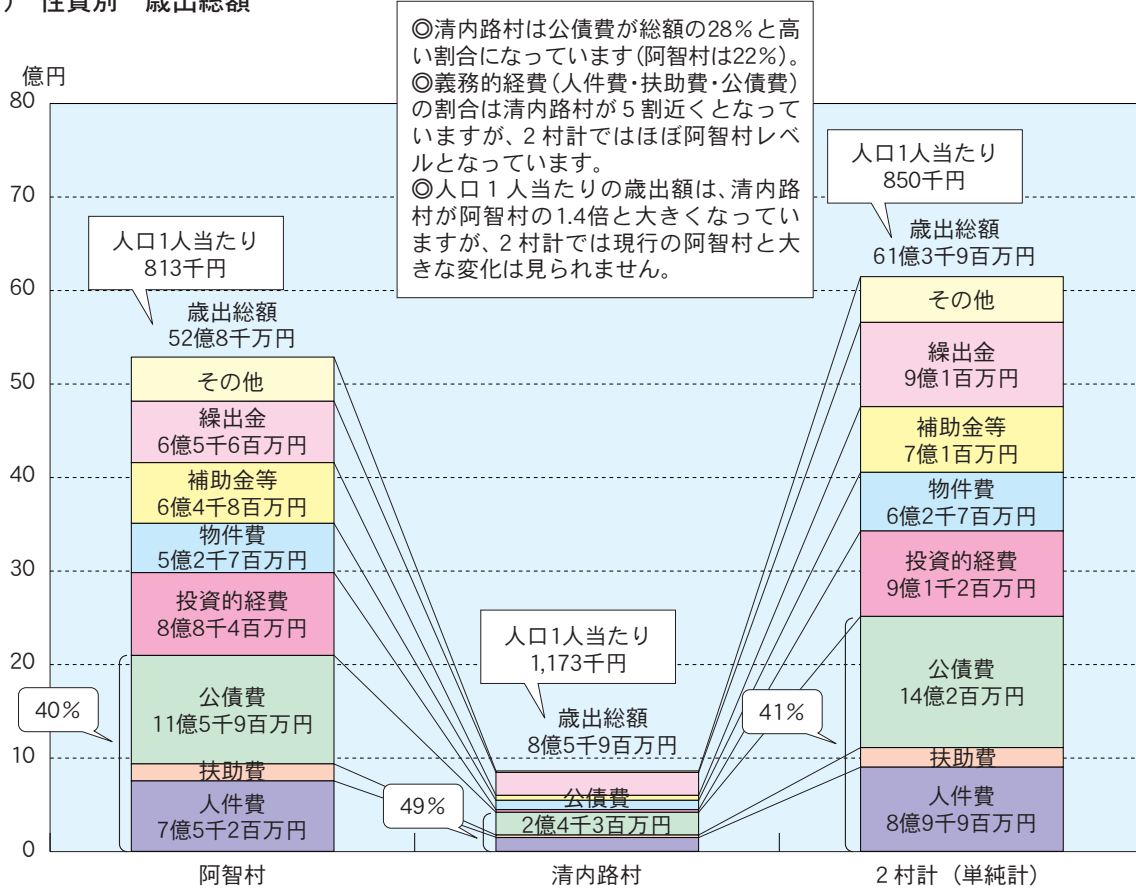 ） 性質別 歳出総額
◎清内路村は公債費が総額の28％と高
い割合になっています（阿智村は22％）。
◎義務的経費（人件費・扶助費・公債費）
の割合は清内路村が５割近くとなって
いますが、２村計ではほぼ阿智村レベ
ルとなっています。
◎人口１人当たりの歳出額は、清内路
村が阿智村の1.4倍と大きくなってい
ますが、２村計では現行の阿智村と大
きな変化は見られません。
億円
80
70
60
50
40
30
20
10
0
人口1人当たり
813千円
歳出総額
52億8千万円
その他
繰出金
6億5千6百万円
補助金等
6億4千8百万円
物件費
5億2千7百万円
投資的経費
8億8千4百万円
公債費
11億5千9百万円
扶助費
人件費
7億5千2百万円
40％
阿智村
人口1人当たり
1,173千円
歳出総額
8億5千9百万円
公債費
2億4千3百万円
49％
清内路村
人口1人当たり
850千円
歳出総額
61億3千9百万円
その他
繰出金
9億1百万円
補助金等
7億1百万円
物件費
6億2千7百万円
投資的経費
9億1千2百万円
公債費
14億2百万円
扶助費
人件費
8億9千9百万円
41％
２村計（単純計）